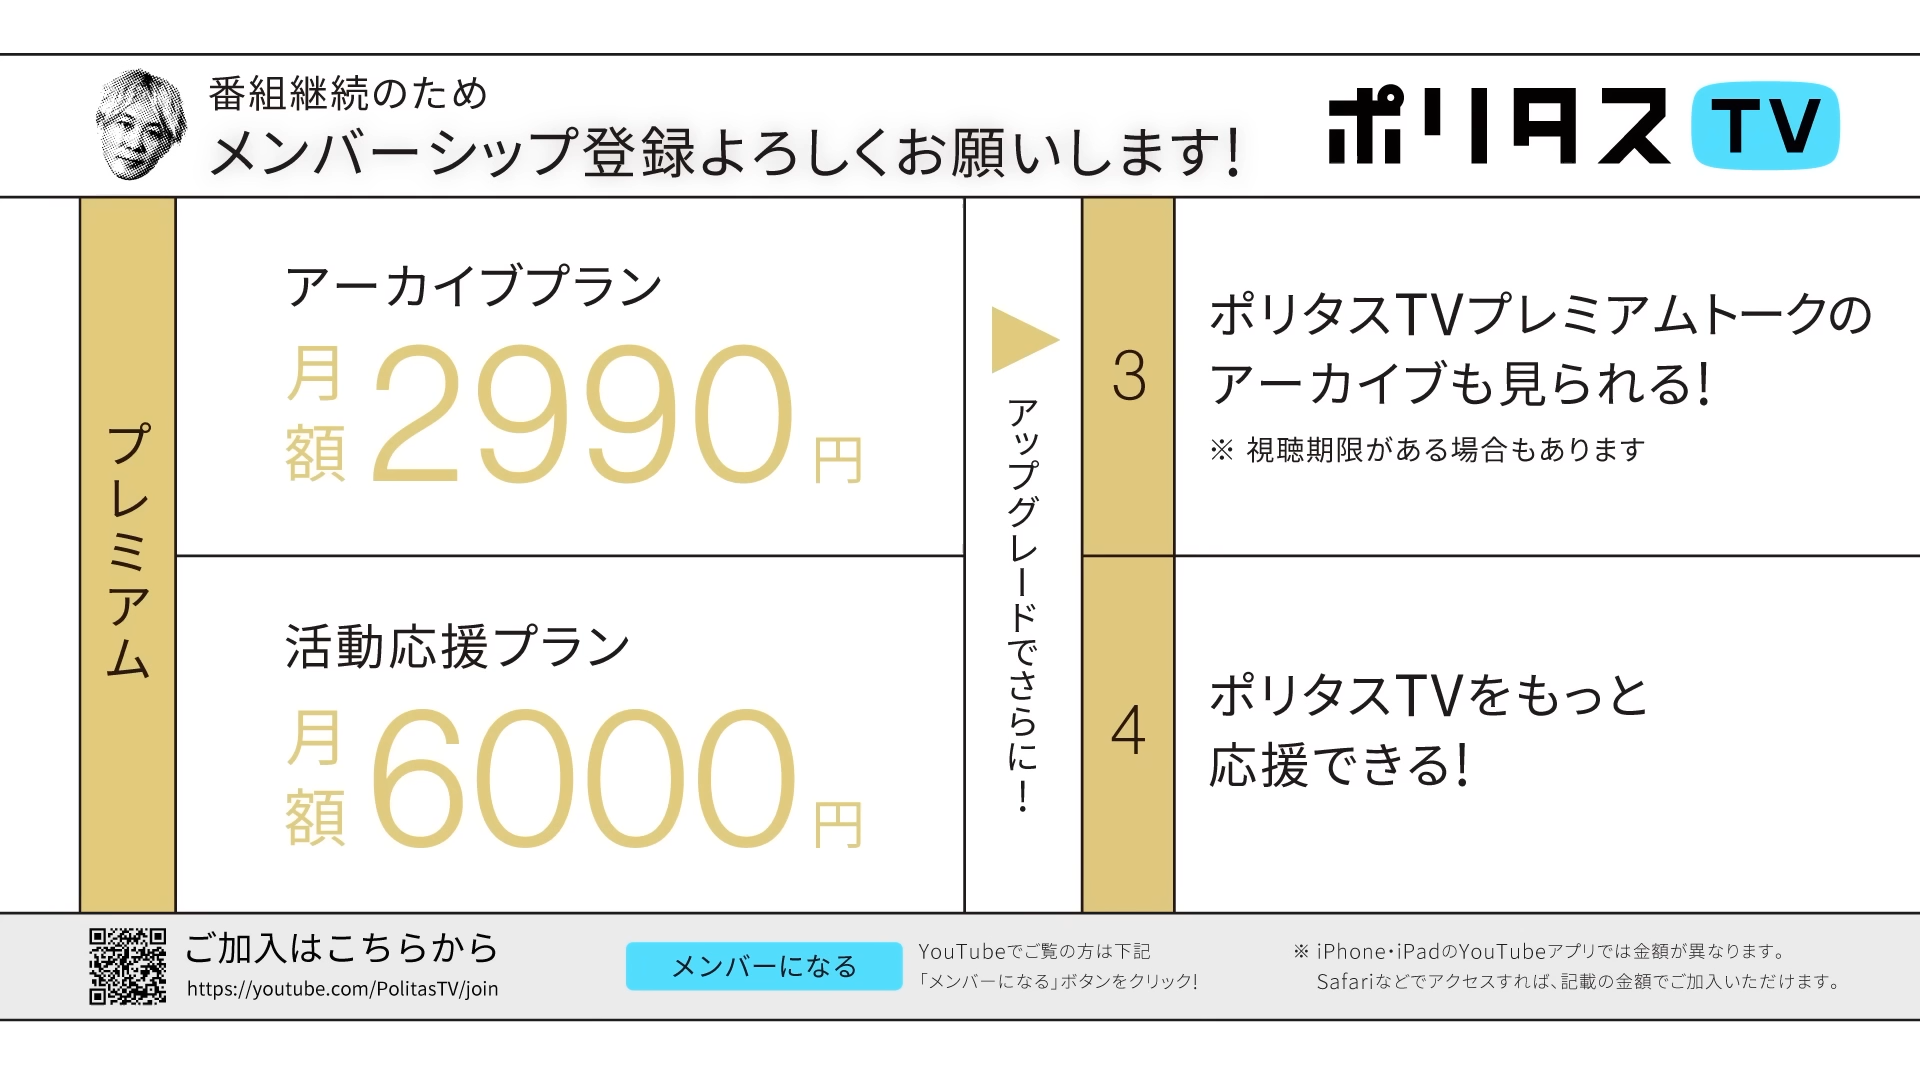 番組継続のため
メンバーシップ登録よろしくお願いします!
ポリタスTV
プレミアム
アーカイブプラン
月額2990円
活動応援プラン
月額6000円
アップグレードでさらに!
3
ポリタスTVプレミアムトークの
アーカイブも見られる!
※ 視聴期限がある場合もあります
4
ポリタスTVをもっと
応援できる!
ご加入はこちらから
https://youtube.com/PolitasTV/join
メンバーになる
YouTubeでご覧の方は下記
「メンバーになる」ボタンをクリック!
※ iPhone・iPadのYouTubeアプリでは金額が異なります。
Safariなどでアクセスすれば、記載の金額でご加入いただけます。